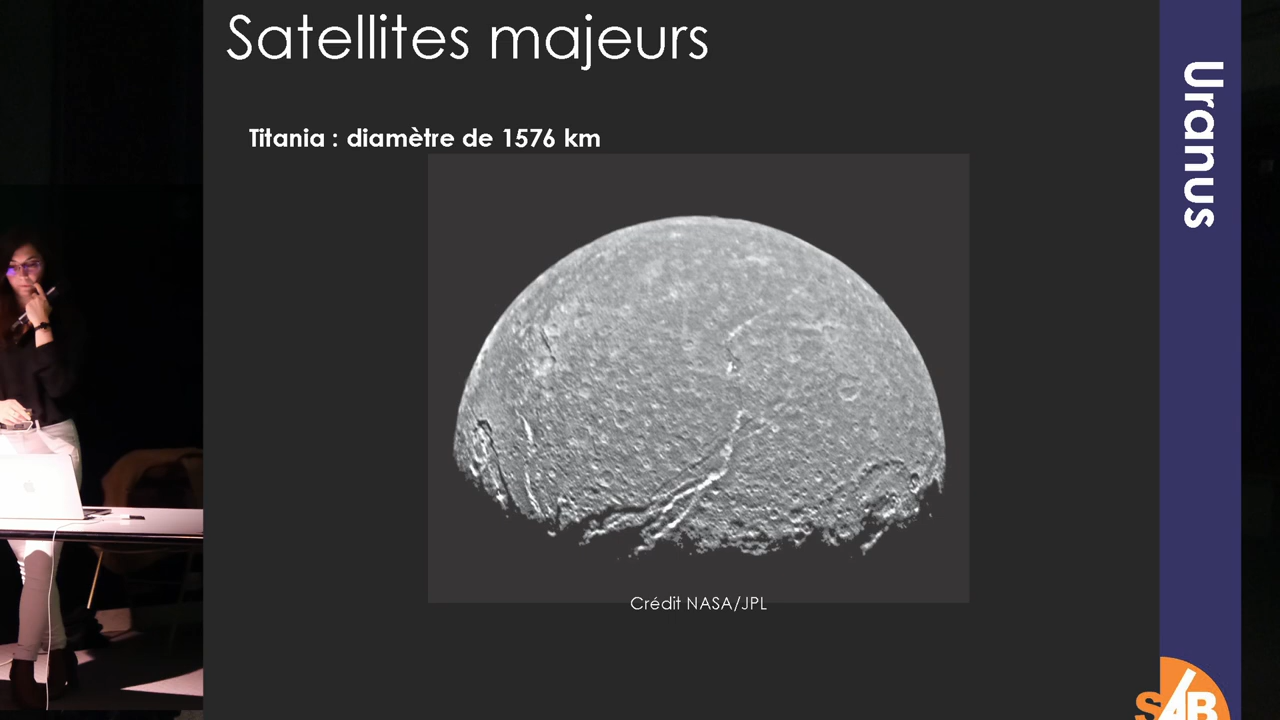 Satellites majeurs
Titania : diamètre de 1576 km
Crédit NASA/JPL
Uranus
SAB